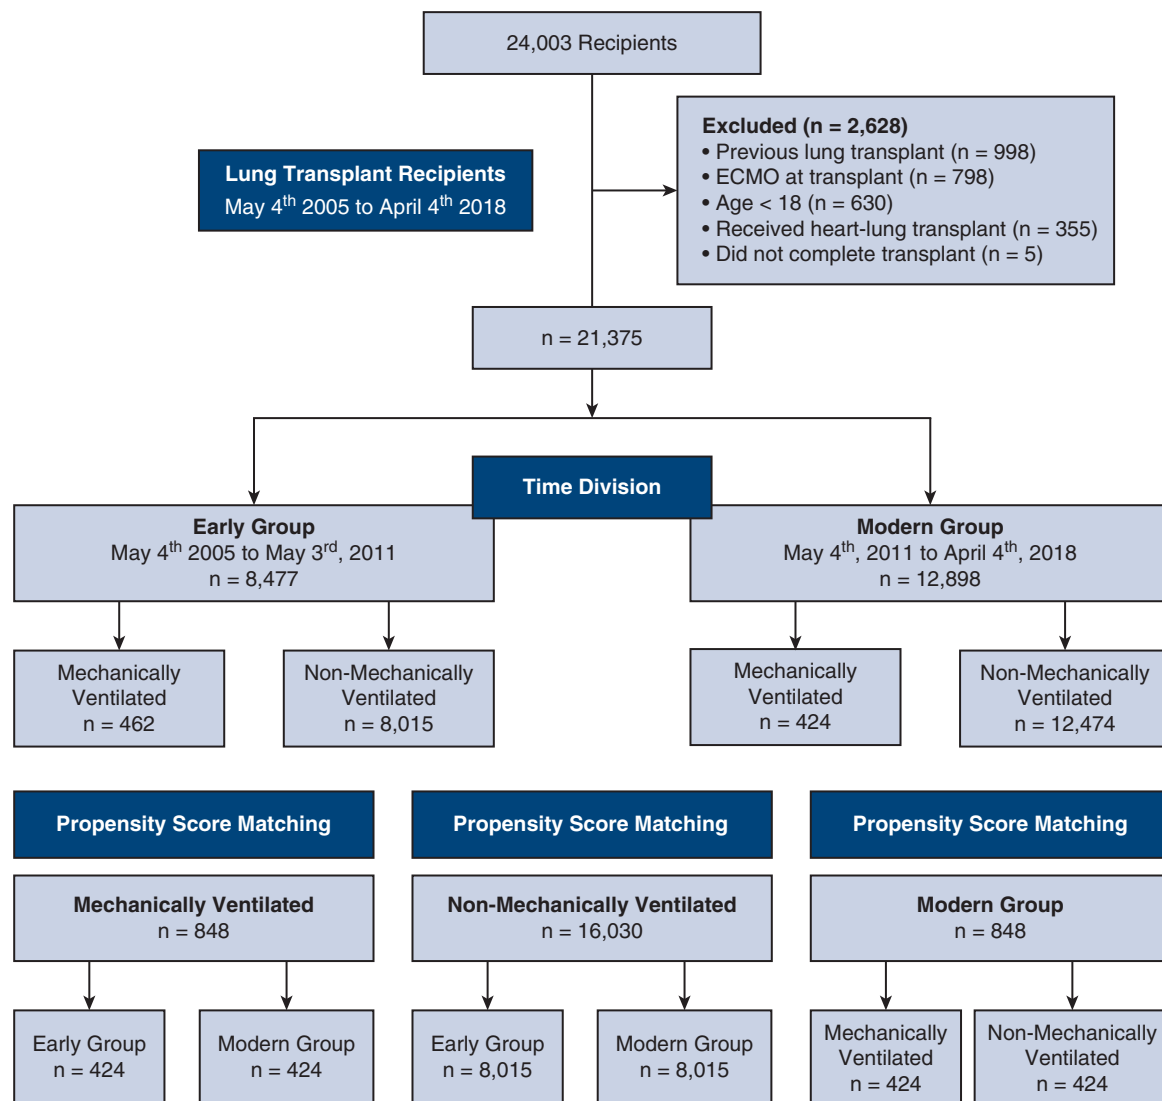 24,003 Recipients
Lung Transplant Recipients
May 4th 2005 to April 4th 2018
Excluded (n = 2,628)
• Previous lung transplant (n = 998)
• ECMO at transplant (n = 798)
• Age < 18 (n = 630)
• Received heart-lung transplant (n = 355)
• Did not complete transplant (n = 5)
n = 21,375
Time Division
Early Group
May 4th 2005 to May 3rd, 2011
n = 8,477
Modern Group
May 4th, 2011 to April 4th, 2018
n = 12,898
Mechanically
Ventilated
n = 462
Non-Mechanically
Ventilated
n = 8,015
Mechanically
Ventilated
n = 424
Non-Mechanically
Ventilated
n = 12,474
Propensity Score Matching
Mechanically Ventilated
n = 848
Early Group
n = 424
Modern Group
n = 424
Propensity Score Matching
Non-Mechanically Ventilated
n = 16,030
Early Group
n = 8,015
Modern Group
n = 8,015
Propensity Score Matching
Modern Group
n = 848
Mechanically
Ventilated
n = 424
Non-Mechanically
Ventilated
n = 424